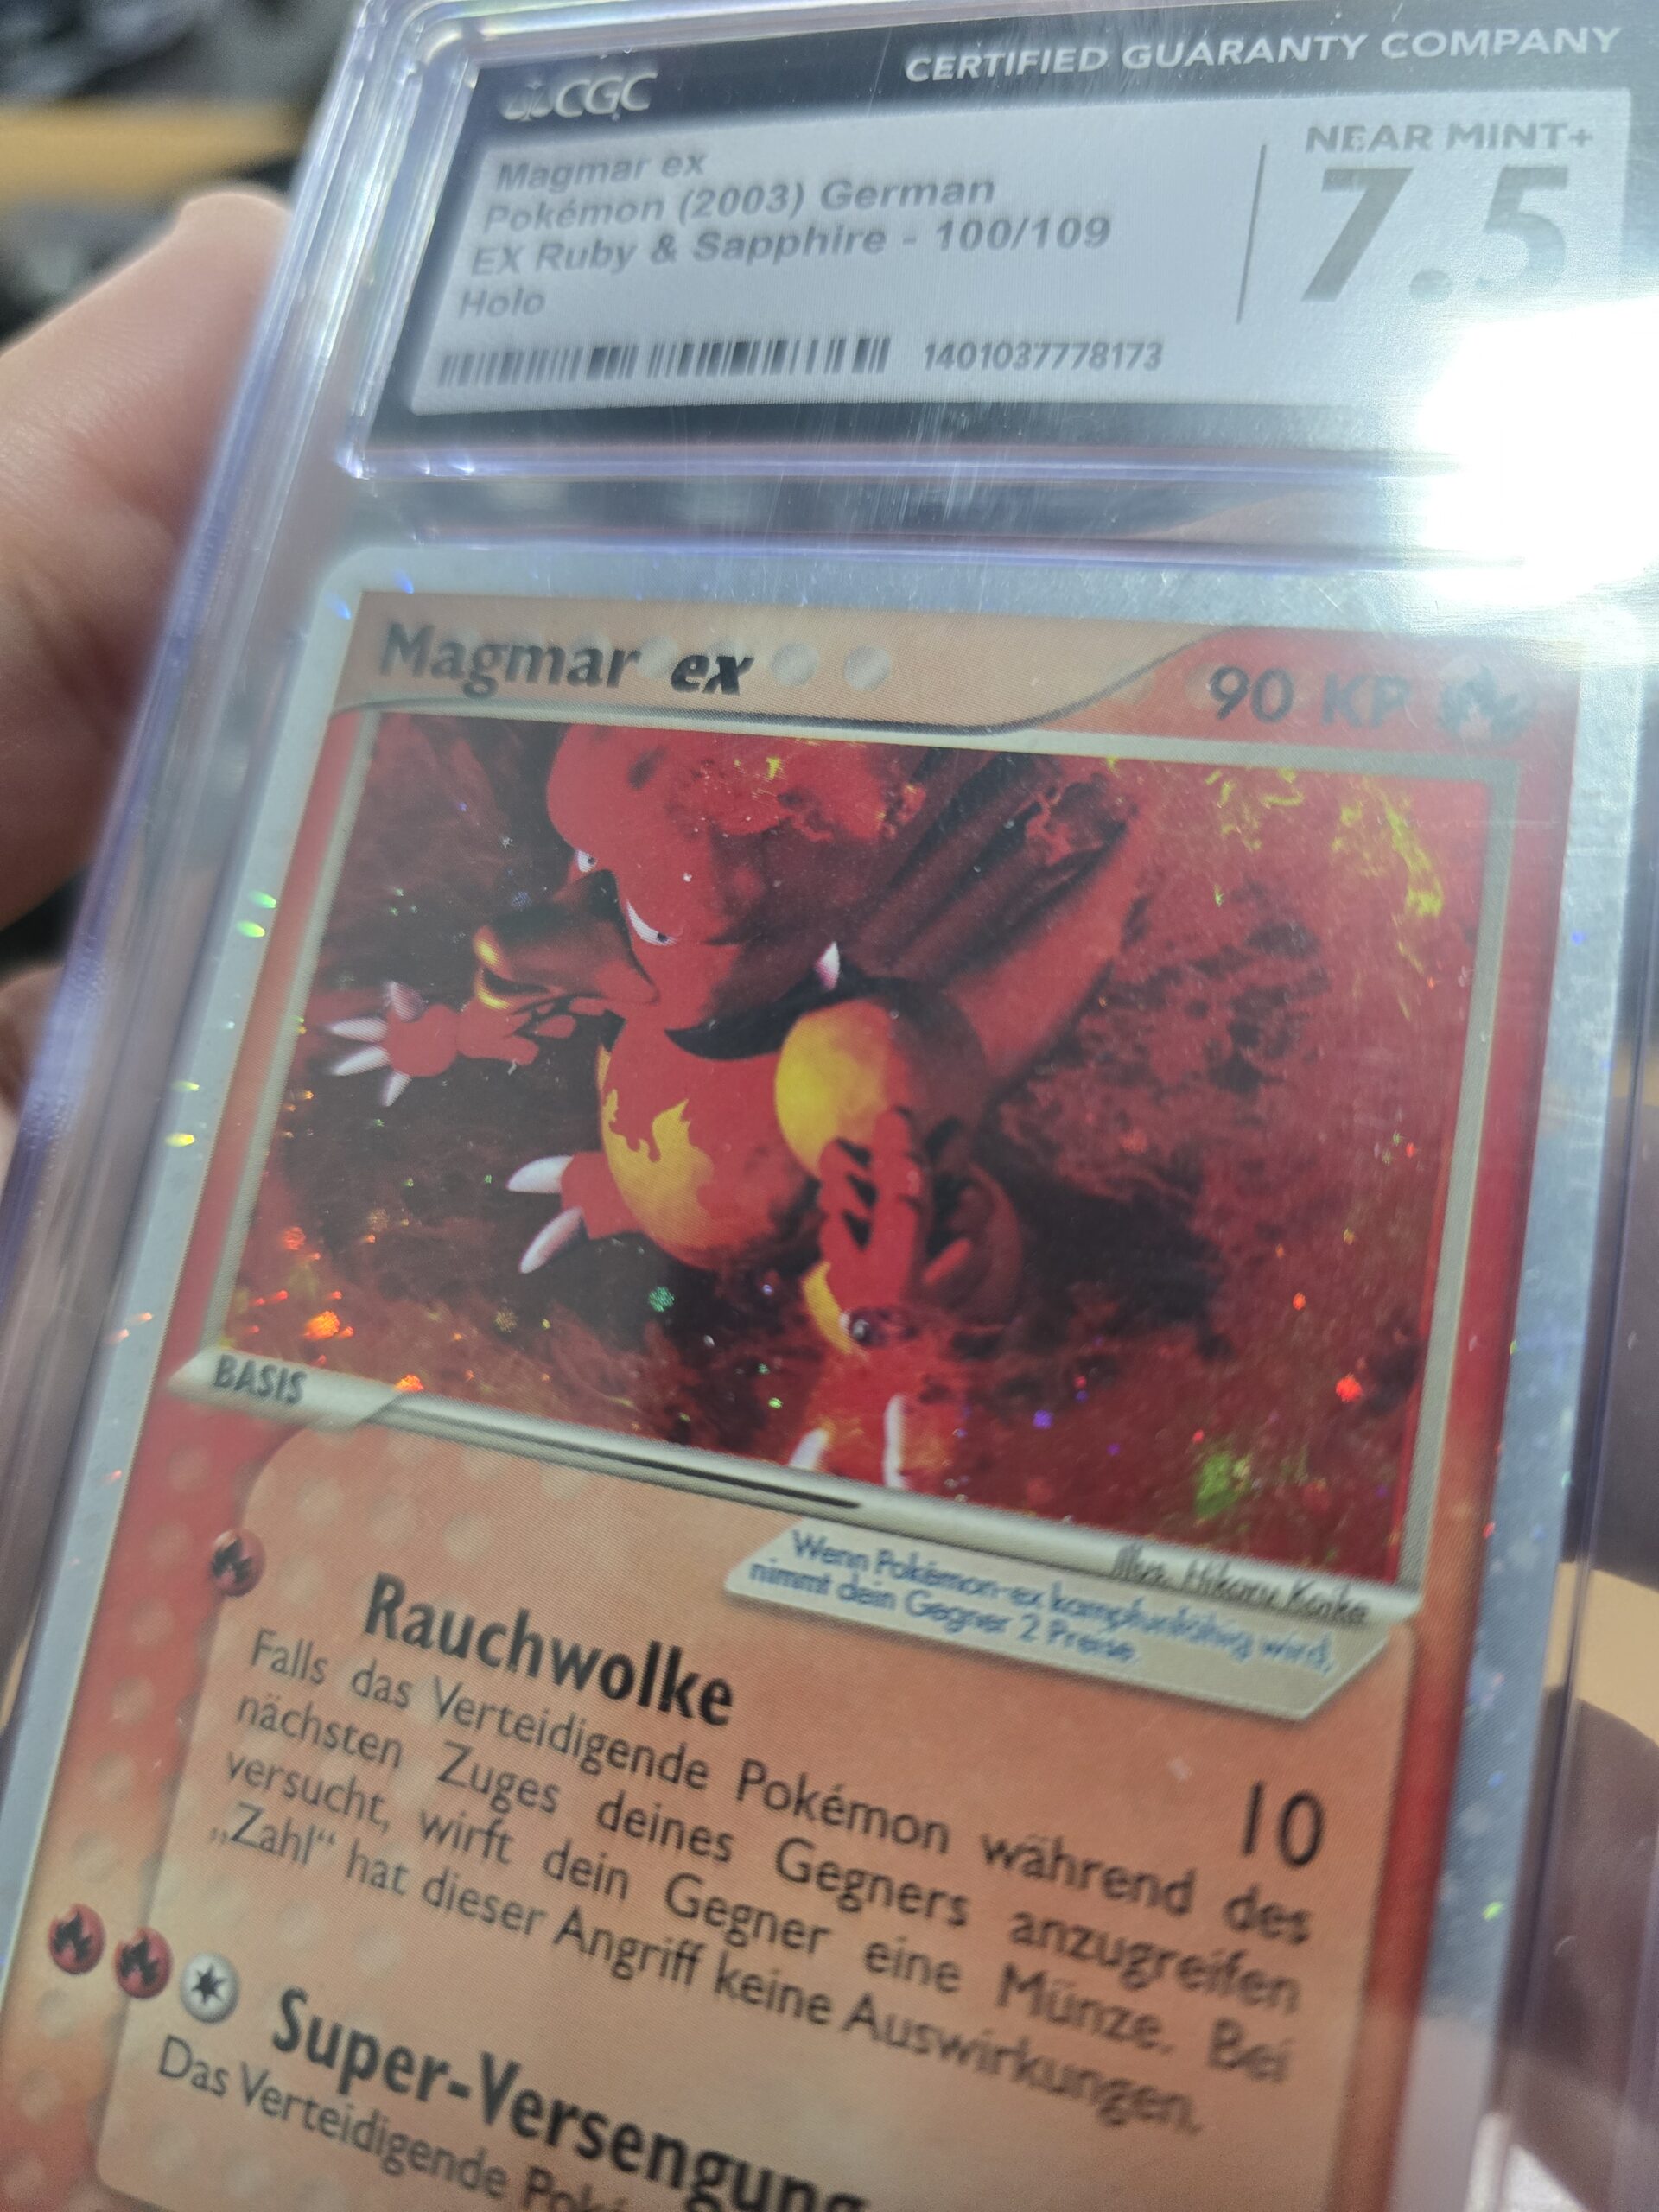 CGC
CERTIFIED GUARANTY COMPANY
Magmar ex
Pokémon (2003) German
EX Ruby & Sapphire - 100/109
Holo
1401037778173
NEAR MINT+
7.5
Magmar ex
90 KP
BASIS
Illus. Hikaru Koike
Wenn Pokémon-ex kampfunfähig wird,
nimmt dein Gegner 2 Preise.
Rauchwolke
10
Falls das Verteidigende Pokémon während des
nächsten Zuges deines Gegners anzugreifen
versucht, wirft dein Gegner eine Münze. Bei
„Zahl“ hat dieser Angriff keine Auswirkungen.
Super-Versengung
Das Verteidigende